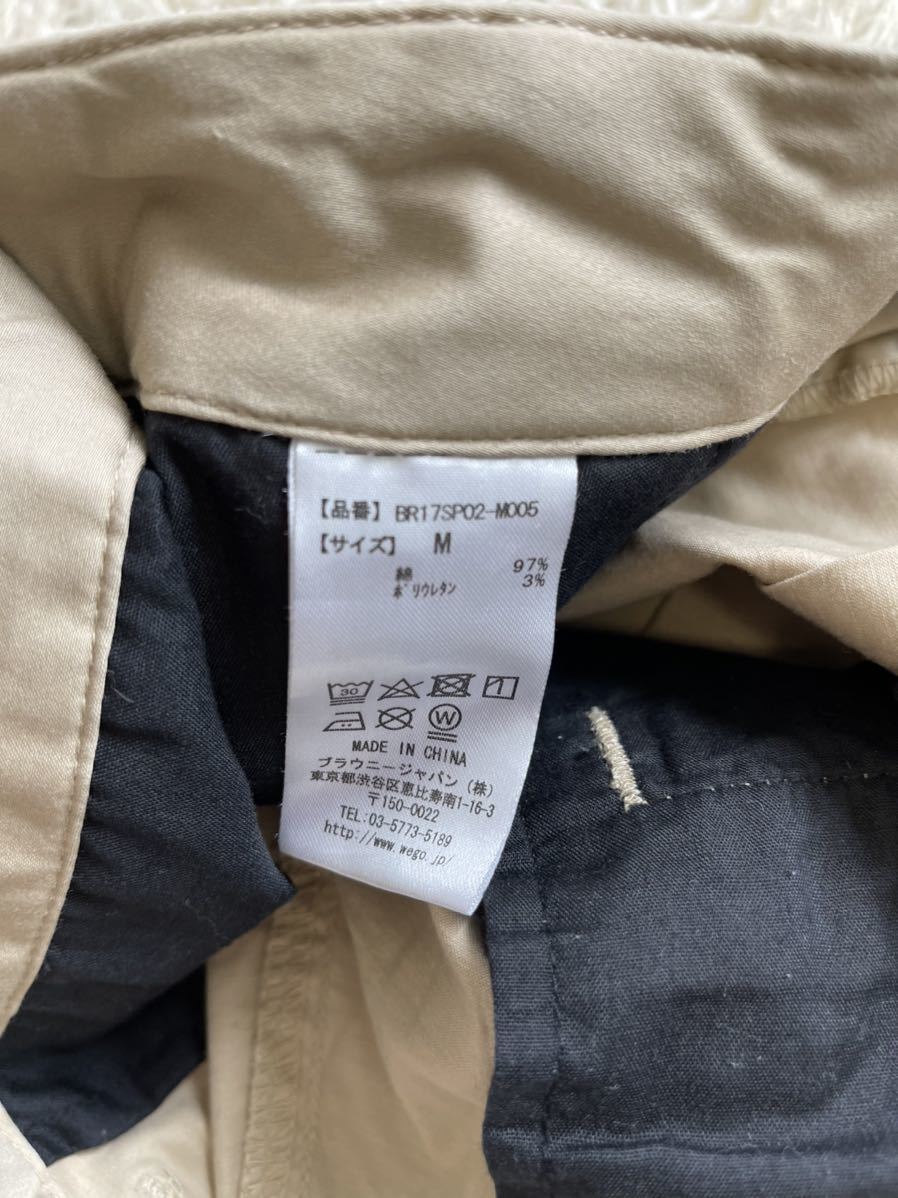 【品番】 BR17SP02-M005
【サイズ】 M
綿 97%
ポリウレタン 3%
30
W
MADE IN CHINA
ブラウニージャパン (株)
東京都渋谷区恵比寿南1-16-3
〒150-0022
TEL:03-5773-5189
http://www.wego.jp/